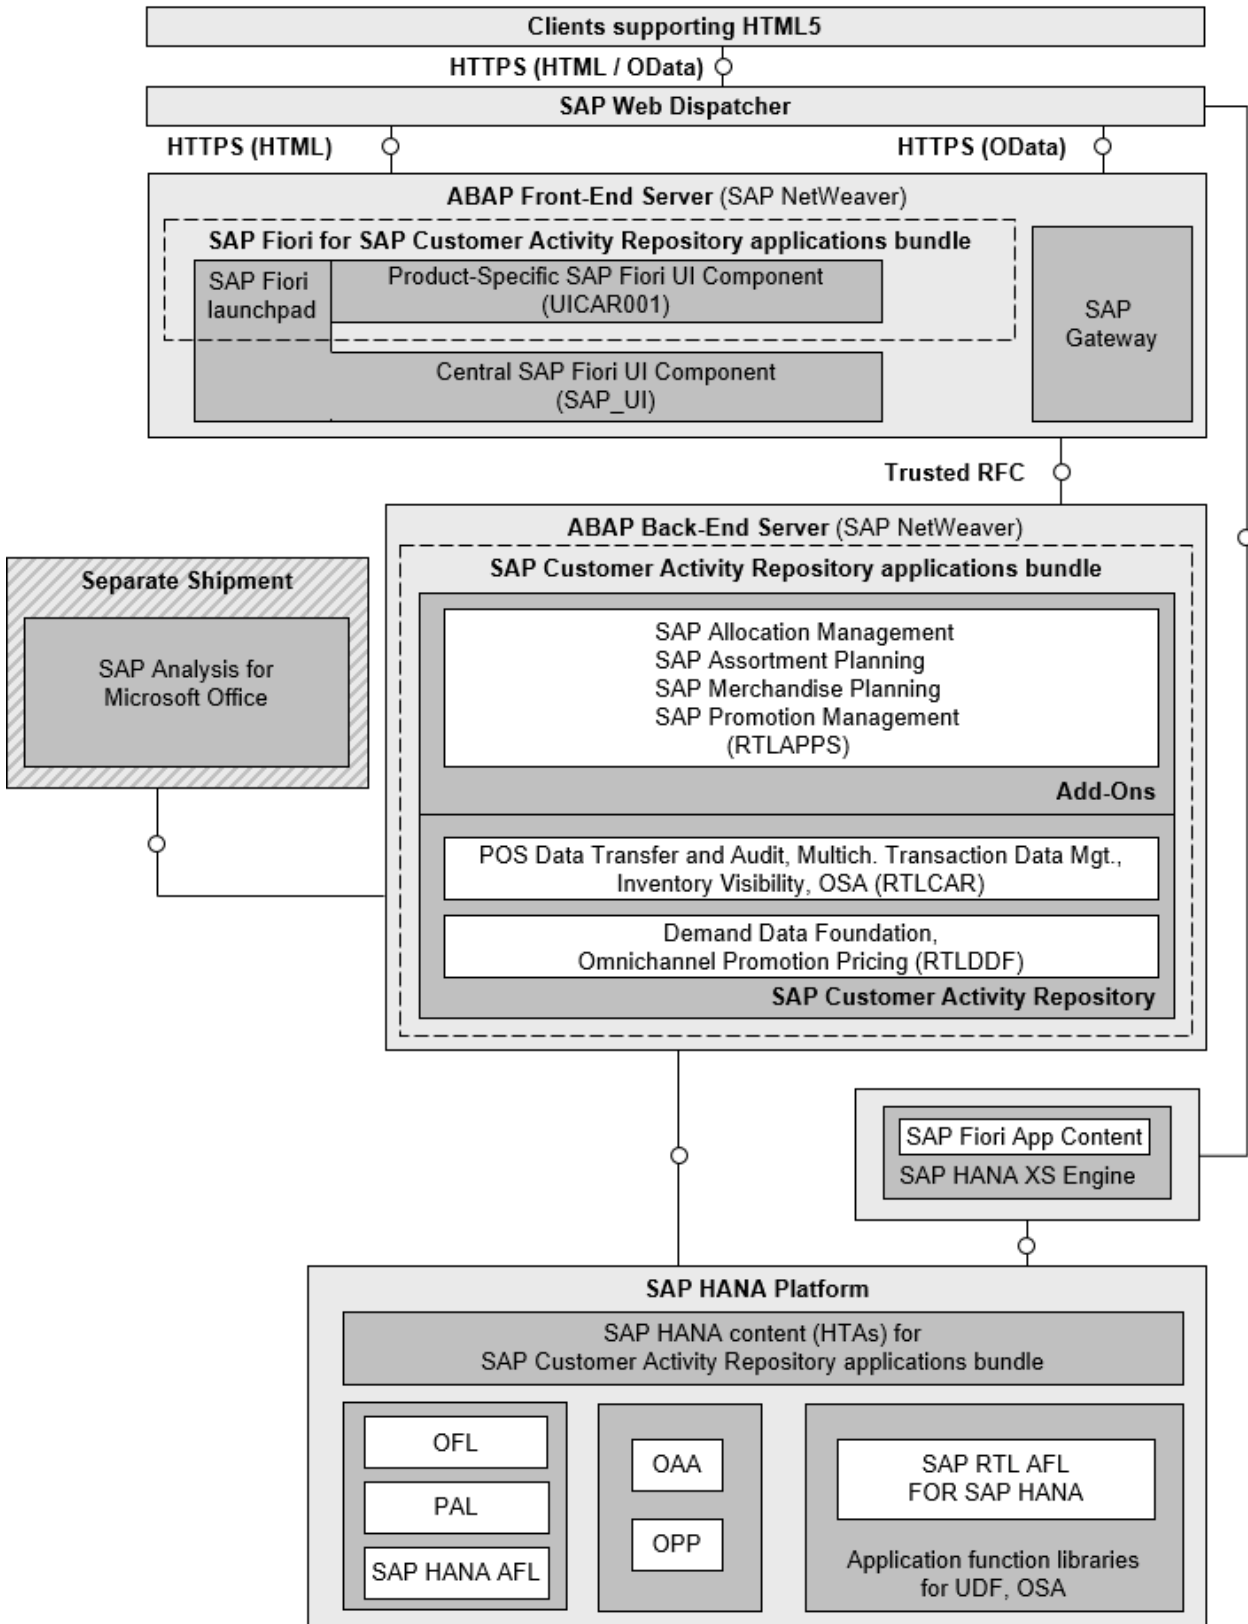 Clients supporting HTML5
HTTPS (HTML / OData)
SAP Web Dispatcher
HTTPS (HTML)
HTTPS (OData)
ABAP Front-End Server (SAP NetWeaver)
SAP Fiori for SAP Customer Activity Repository applications bundle
SAP Fiori
launchpad
Product-Specific SAP Fiori UI Component
(UICAR001)
Central SAP Fiori UI Component
(SAP_UI)
SAP
Gateway
Trusted RFC
ABAP Back-End Server (SAP NetWeaver)
SAP Customer Activity Repository applications bundle
Separate Shipment
SAP Analysis for
Microsoft Office
SAP Allocation Management
SAP Assortment Planning
SAP Merchandise Planning
SAP Promotion Management
(RTLAPPS)
Add-Ons
POS Data Transfer and Audit, Multich. Transaction Data Mgt.,
Inventory Visibility, OSA (RTLCAR)
Demand Data Foundation,
Omnichannel Promotion Pricing (RTLDDF)
SAP Customer Activity Repository
SAP Fiori App Content
SAP HANA XS Engine
SAP HANA Platform
SAP HANA content (HTAs) for
SAP Customer Activity Repository applications bundle
OFL
PAL
SAP HANA AFL
OAA
OPP
SAP RTL AFL
FOR SAP HANA
Application function libraries
for UDF, OSA